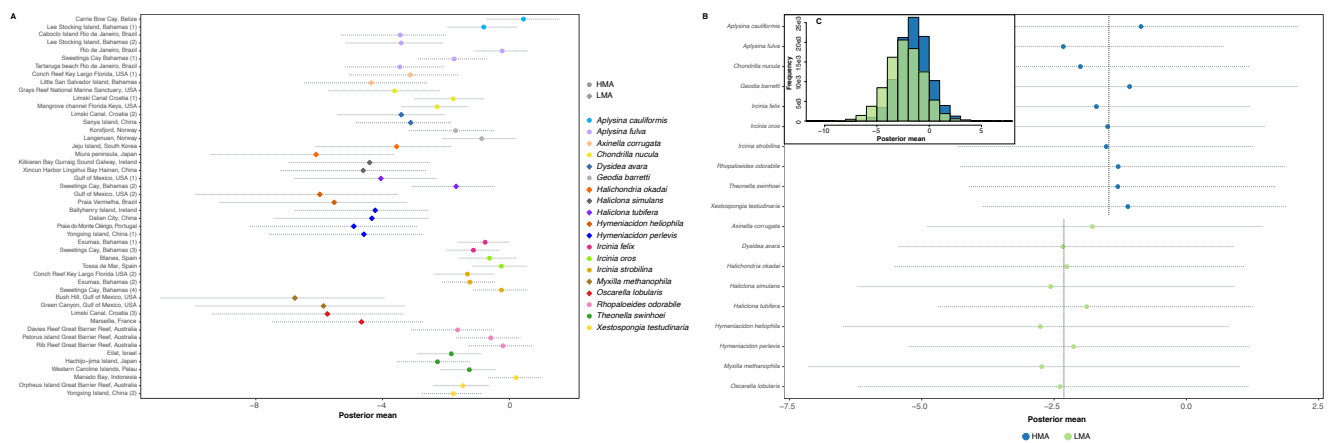 A
Carrie Bow Cay, Belize
Lee Stocking Island, Bahamas (1)
Caboclo Island Rio de Janeiro, Brazil
Lee Stocking Island, Bahamas (2)
Rio de Janeiro, Brazil
Sweetings Cay, Bahamas (1)
Tartaruga beach Rio de Janeiro, Brazil
Conch Reef Key Largo Florida, USA (1)
Little San Salvador Island, Bahamas
Grays Reef National Marine Sanctuary, USA
Limski Canal Croatia (1)
Mangrove channel Florida Keys, USA
Limski Canal, Croatia (2)
Sanya Island, China
Korsfjord, Norway
Langenuen, Norway
Jeju Island, South Korea
Miura peninsula, Japan
Kilkieran Bay Gurraig Sound Galway, Ireland
Xincun Harbor Lingshui Bay Hainan, China
Gulf of Mexico, USA (1)
Sweetings Cay, Bahamas (2)
Gulf of Mexico, USA (2)
Praia Vermelha, Brazil
Ballyhenry Island, Ireland
Dalian City, China
Praia do Monte Clérigo, Portugal
Yongxing Island, China (1)
Exumas, Bahamas (1)
Sweetings Cay, Bahamas (3)
Blanes, Spain
Tossa de Mar, Spain
Conch Reef Key Largo Florida USA (2)
Exumas, Bahamas (2)
Sweetings Cay, Bahamas (4)
Bush Hill, Gulf of Mexico, USA
Green Canyon, Gulf of Mexico, USA
Limski Canal, Croatia (3)
Marseille, France
Davies Reef Great Barrier Reef, Australia
Pelorus Island Great Barrier Reef, Australia
Rib Reef Great Barrier Reef, Australia
Eilat, Israel
Hachijo-jima Island, Japan
Western Caroline Islands, Palau
Manado Bay, Indonesia
Orpheus Island Great Barrier Reef, Australia
Yongxing Island, China (2)
−8
−4
0
Posterior mean
HMA
LMA
Aplysina cauliformis
Aplysina fulva
Axinella corrugata
Chondrilla nucula
Dysidea avara
Geodia barretti
Halichondria okadai
Haliclona simulans
Haliclona tubifera
Hymeniacidon heliophila
Hymeniacidon perlevis
Ircinia felix
Ircinia oros
Ircinia strobilina
Myxilla methanophila
Oscarella lobularis
Rhopaloeides odorabile
Theonella swinhoei
Xestospongia testudinaria
B
Aplysina cauliformis
Aplysina fulva
Chondrilla nucula
Geodia barretti
Ircinia felix
Ircinia oros
Ircinia strobilina
Rhopaloeides odorabile
Theonella swinhoei
Xestospongia testudinaria
Axinella corrugata
Dysidea avara
Halichondria okadai
Haliclona simulans
Haliclona tubifera
Hymeniacidon heliophila
Hymeniacidon perlevis
Myxilla methanophila
Oscarella lobularis
−7.5
−5.0
−2.5
0.0
2.5
Posterior mean
HMA
LMA
C
Frequency
0
5e3
10e3
15e3
20e3
25e3
−10
−5
0
5
Posterior mean